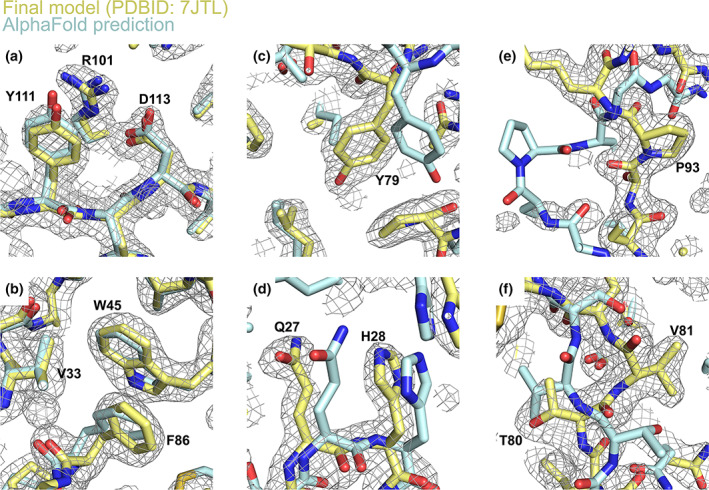 Final model (PDBID: 7JTL)
AlphaFold prediction
(a)
R101
Y111
D113
(c)
Y79
(e)
P93
(b)
W45
V33
F86
(d)
Q27
H28
(f)
V81
T80